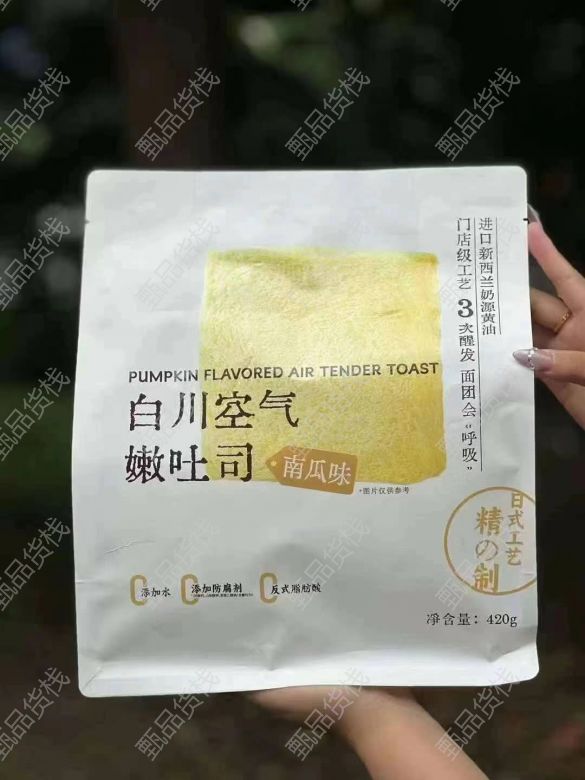 进口新西兰奶源黄油
门店级工艺 3次醒发 面团会“呼吸”
PUMPKIN FLAVORED AIR TENDER TOAST
白川空气
嫩吐司
南瓜味
*图片仅供参考
日式工艺
精の制
0添加水 0添加防腐剂 0反式脂肪酸
净含量：420g
甄品货栈